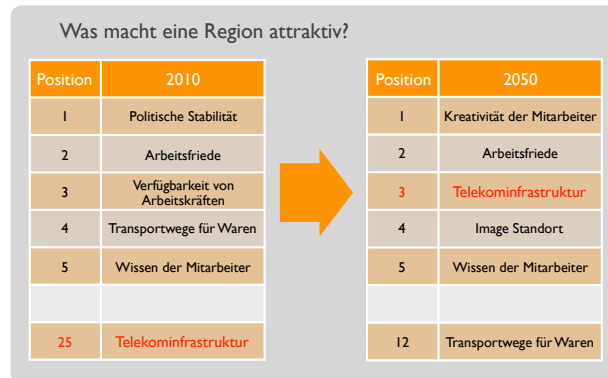 Was macht eine Region attraktiv?
Position 2010
1 Politische Stabilität
2 Arbeitsfriede
3 Verfügbarkeit von
Arbeitskräften
4 Transportwege für Waren
5 Wissen der Mitarbeiter
25 Telekominfrastruktur
Position 2050
1 Kreativität der Mitarbeiter
2 Arbeitsfriede
3 Telekominfrastruktur
4 Image Standort
5 Wissen der Mitarbeiter
12 Transportwege für Waren